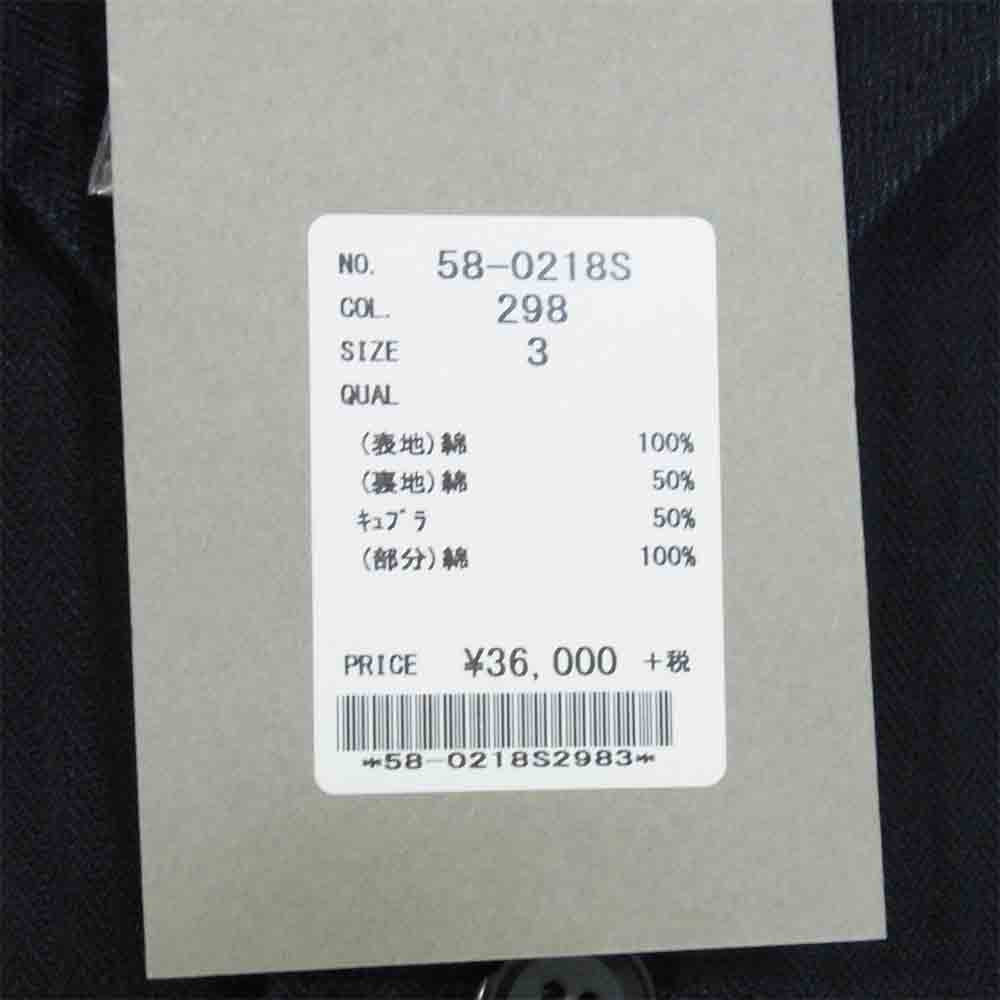 NO. 58-0218S
COL. 298
SIZE 3
QUAL
(表地)綿 100%
(裏地)綿 50%
ｷｭﾌﾟﾗ 50%
(部分)綿 100%
PRICE ¥36,000 +税
*58-0218S2983*